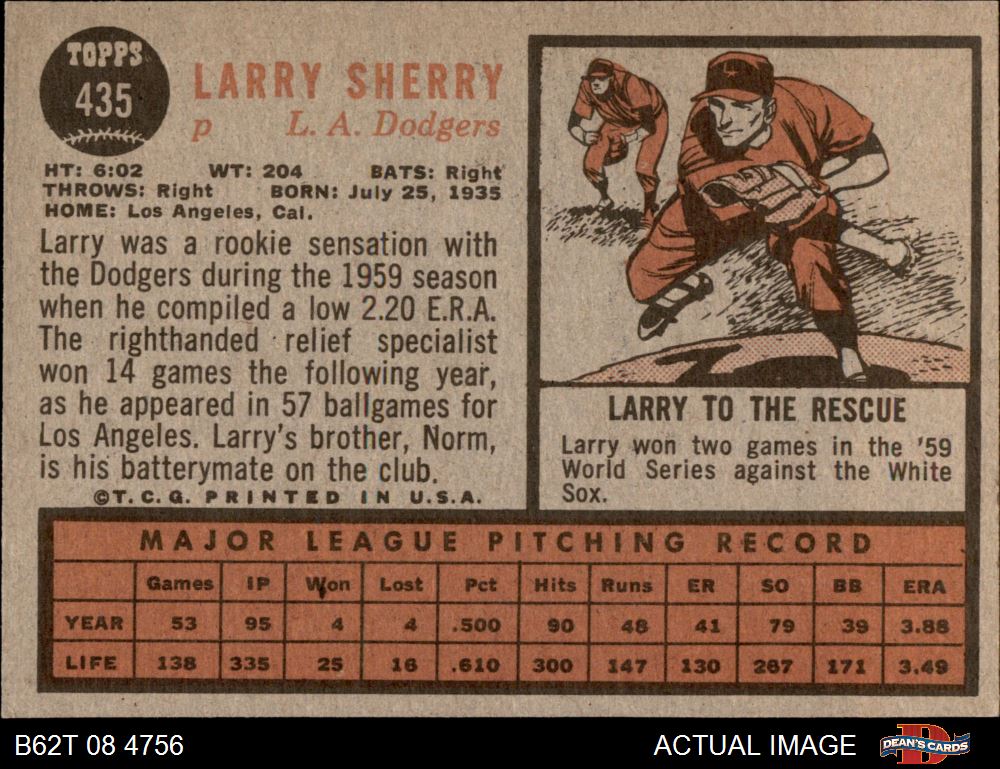 TOPPS
435
LARRY SHERRY
p L. A. Dodgers
HT: 6:02 WT: 204 BATS: Right
THROWS: Right BORN: July 25, 1935
HOME: Los Angeles, Cal.
Larry was a rookie sensation with
the Dodgers during the 1959 season
when he compiled a low 2.20 E.R.A.
The righthanded relief specialist
won 14 games the following year,
as he appeared in 57 ballgames for
Los Angeles. Larry's brother, Norm,
is his batterymate on the club.
©T.C.G. PRINTED IN U.S.A.
LARRY TO THE RESCUE
Larry won two games in the '59
World Series against the White
Sox.
MAJOR LEAGUE PITCHING RECORD
Games IP Won Lost Pct Hits Runs ER SO BB ERA
YEAR 53 95 4 4 .500 90 48 41 79 39 3.88
LIFE 138 335 25 16 .610 300 147 130 267 171 3.49
B62T 08 4756 ACTUAL IMAGE DEAN'S CARDS